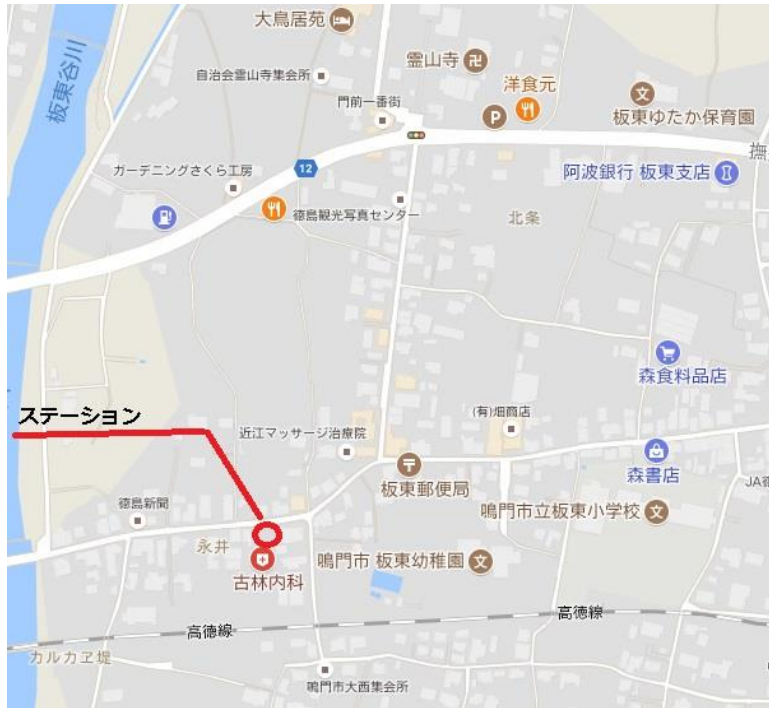 大鳥居苑
霊山寺
自治会霊山寺集会所
洋食元
板東谷川
門前一番街
P
文
板東ゆたか保育園
撫
ガーデニングさくら工房
12
阿波銀行 板東支店
徳島観光写真センター
北条
森食料品店
ステーション
(有)畑商店
近江マッサージ治療院
板東郵便局
森書店
JA徳
徳島新聞
鳴門市立板東小学校
文
永井
鳴門市 板東幼稚園
文
古林内科
高徳線
高徳線
カルカヱ堤
鳴門市大西集会所